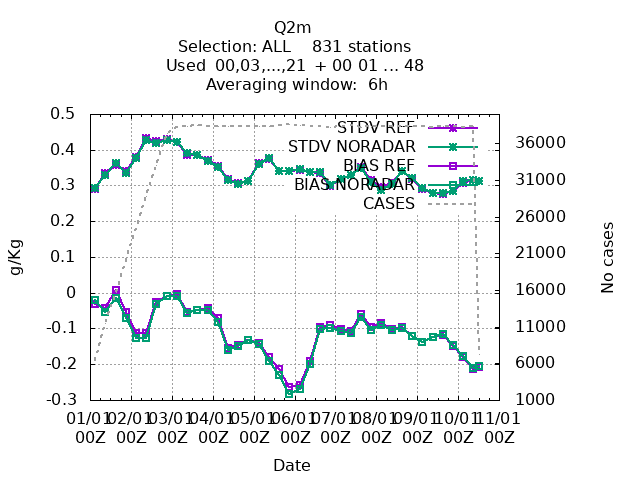 Q2m
Selection: ALL 831 stations
Used 00,03,...,21 + 00 01 ... 48
Averaging window: 6h
0.5
0.4
0.3
0.2
0.1
0
-0.1
-0.2
-0.3
g/Kg
STDV REF
STDV NORADAR
BIAS REF
BIAS NORADAR
CASES
36000
31000
26000
21000
16000
11000
6000
1000
No cases
01/01 02/01 03/01 04/01 05/01 06/01 07/01 08/01 09/01 10/01 11/01
00Z 00Z 00Z 00Z 00Z 00Z 00Z 00Z 00Z 00Z 00Z
Date